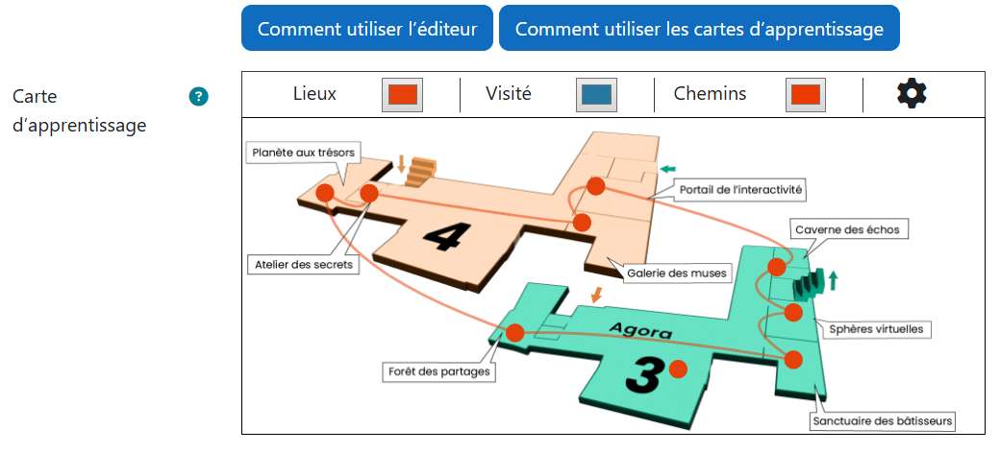 Comment utiliser l’éditeur
Comment utiliser les cartes d’apprentissage
Carte
d’apprentissage
?
Lieux
Visité
Chemins
Planète aux trésors
Portail de l’interactivité
Caverne des échos
4
Atelier des secrets
Galerie des muses
Agora
Sphères virtuelles
Forêt des partages
3
Sanctuaire des bâtisseurs